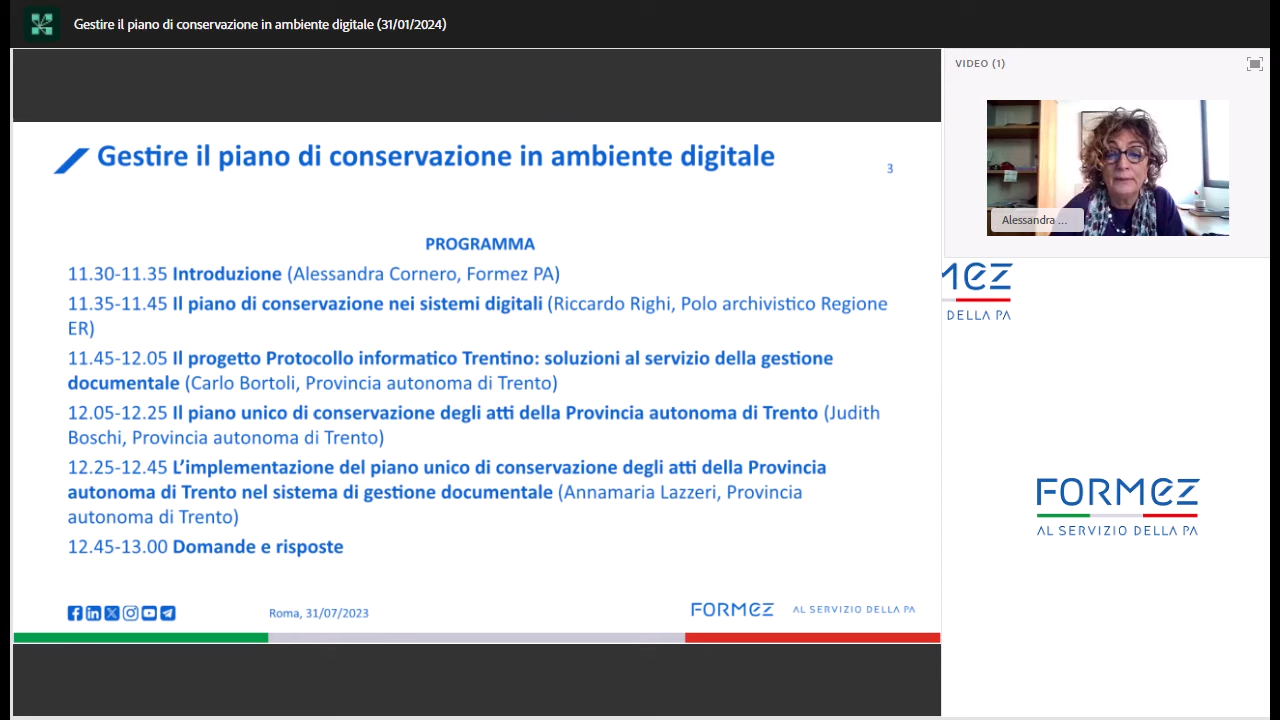 Gestire il piano di conservazione in ambiente digitale (31/01/2024)
VIDEO (1)
Alessandra ...
Gestire il piano di conservazione in ambiente digitale
3
PROGRAMMA
11.30-11.35 Introduzione (Alessandra Cornero, Formez PA)
11.35-11.45 Il piano di conservazione nei sistemi digitali (Riccardo Righi, Polo archivistico Regione
ER)
11.45-12.05 Il progetto Protocollo informatico Trentino: soluzioni al servizio della gestione
documentale (Carlo Bortoli, Provincia autonoma di Trento)
12.05-12.25 Il piano unico di conservazione degli atti della Provincia autonoma di Trento (Judith
Boschi, Provincia autonoma di Trento)
12.25-12.45 L’implementazione del piano unico di conservazione degli atti della Provincia
autonoma di Trento nel sistema di gestione documentale (Annamaria Lazzeri, Provincia
autonoma di Trento)
12.45-13.00 Domande e risposte
Roma, 31/07/2023
FORMEZ AL SERVIZIO DELLA PA
MEZ
DELLA PA
FORMEZ
AL SERVIZIO DELLA PA